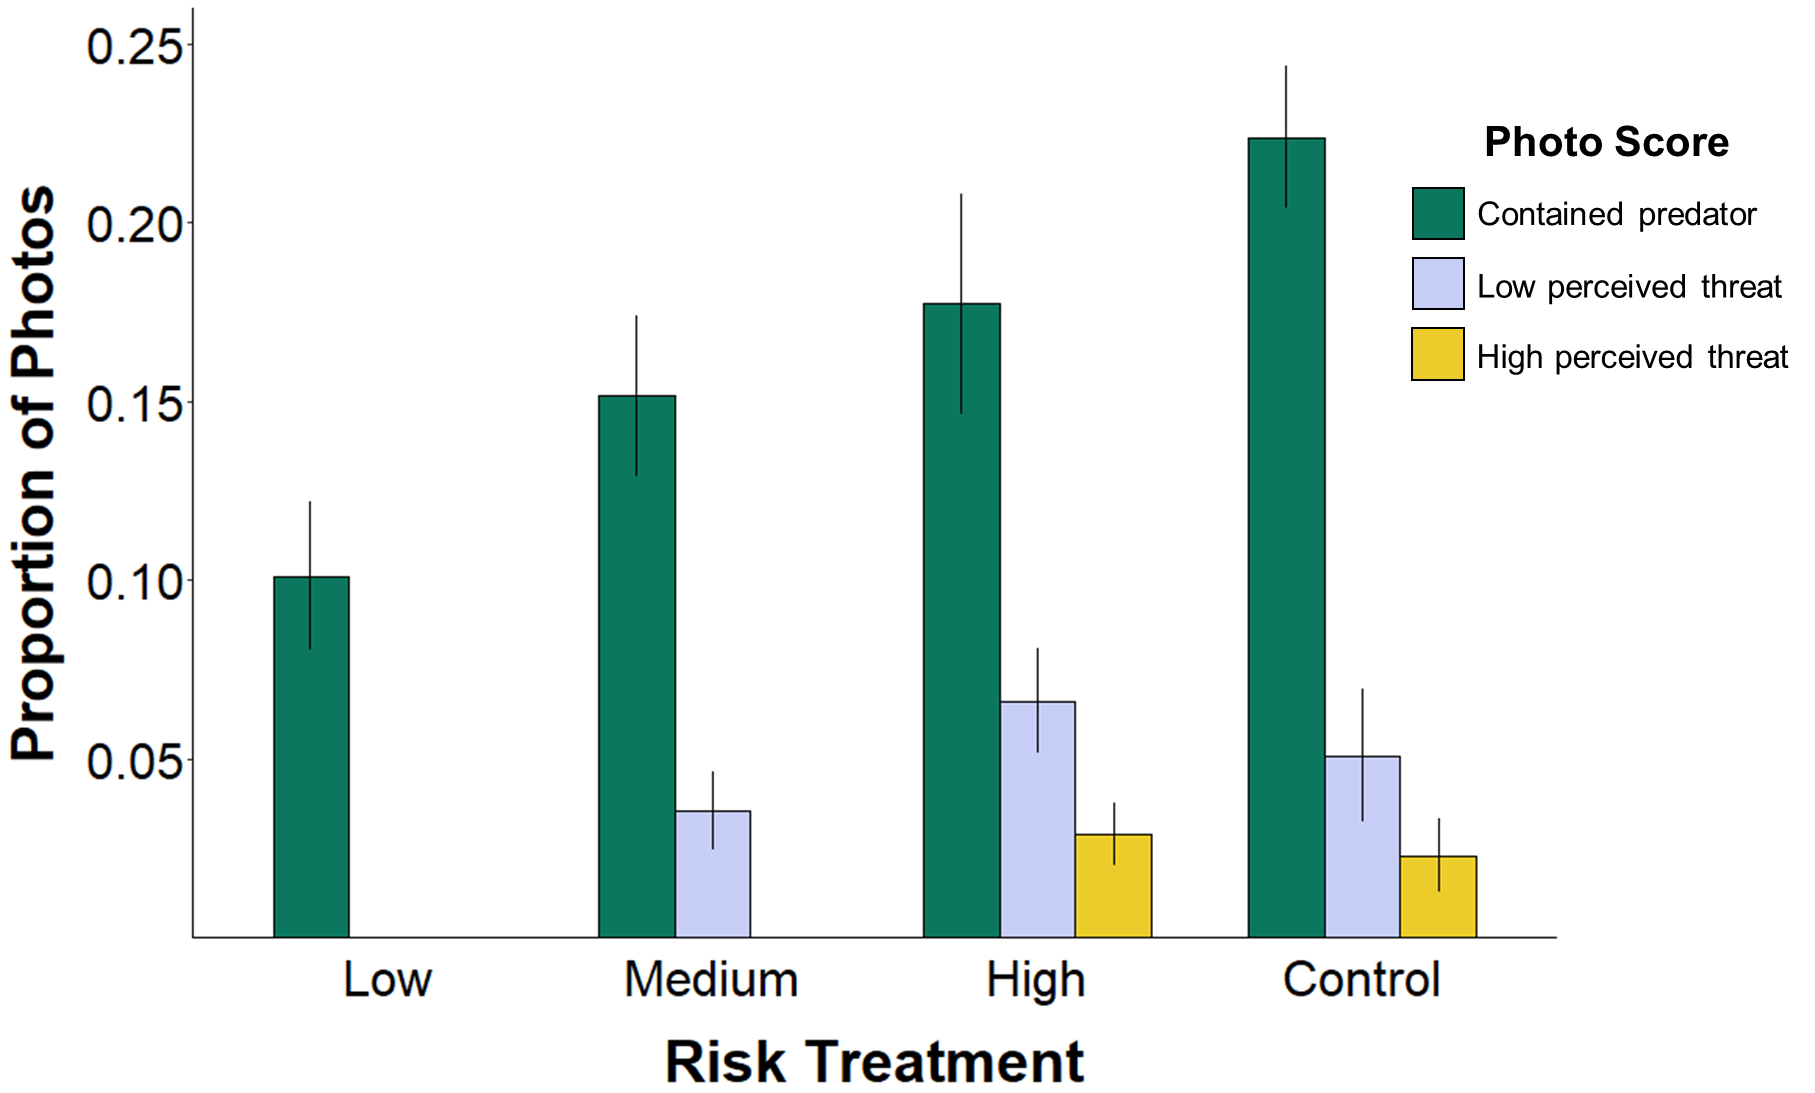 Proportion of Photos
0.25
0.20
0.15
0.10
0.05
Low Medium High Control
Risk Treatment
Photo Score
Contained predator
Low perceived threat
High perceived threat